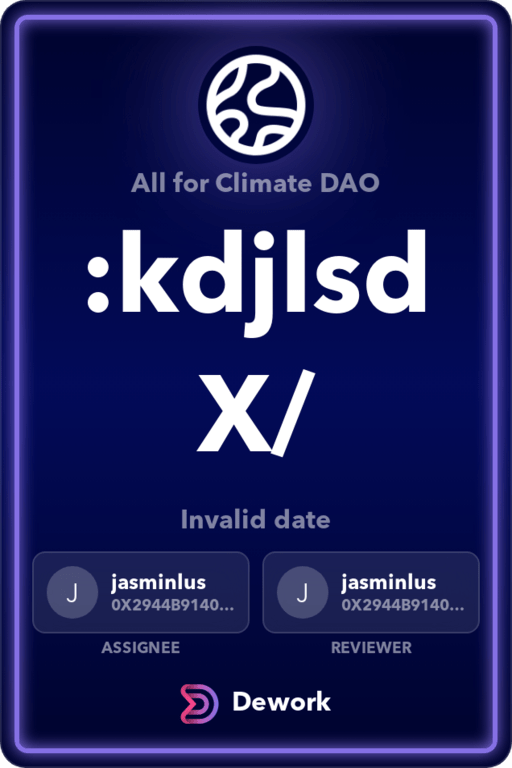 All for Climate DAO
:kdjlsd
X/
Invalid date
J jasminlus J jasminlus
0X2944B9140... 0X2944B9140...
ASSIGNEE REVIEWER
Dework